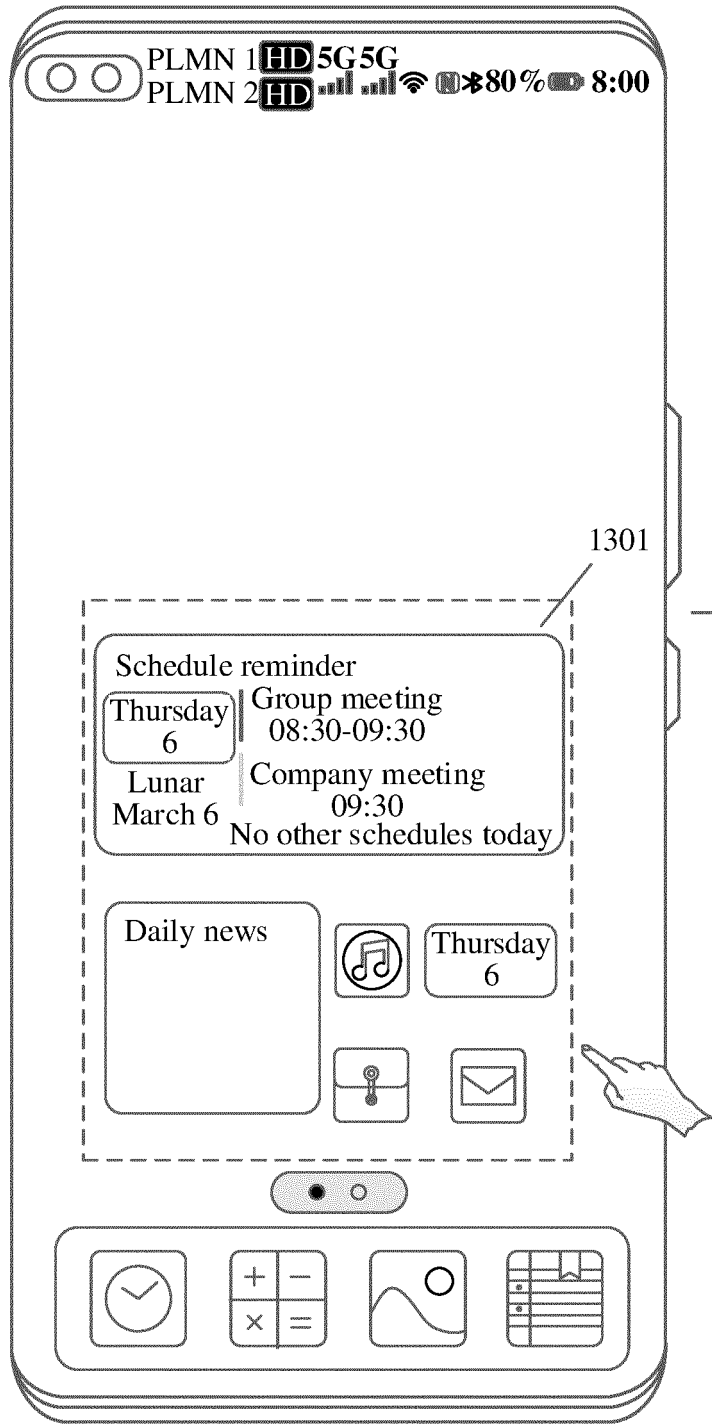 PLMN 1 HD 5G 5G
PLMN 2 HD N 80% 8:00
1301
Schedule reminder
Thursday
6
Lunar
March 6
Group meeting
08:30-09:30
Company meeting
09:30
No other schedules today
Daily news
Thursday
6
+ −
× =